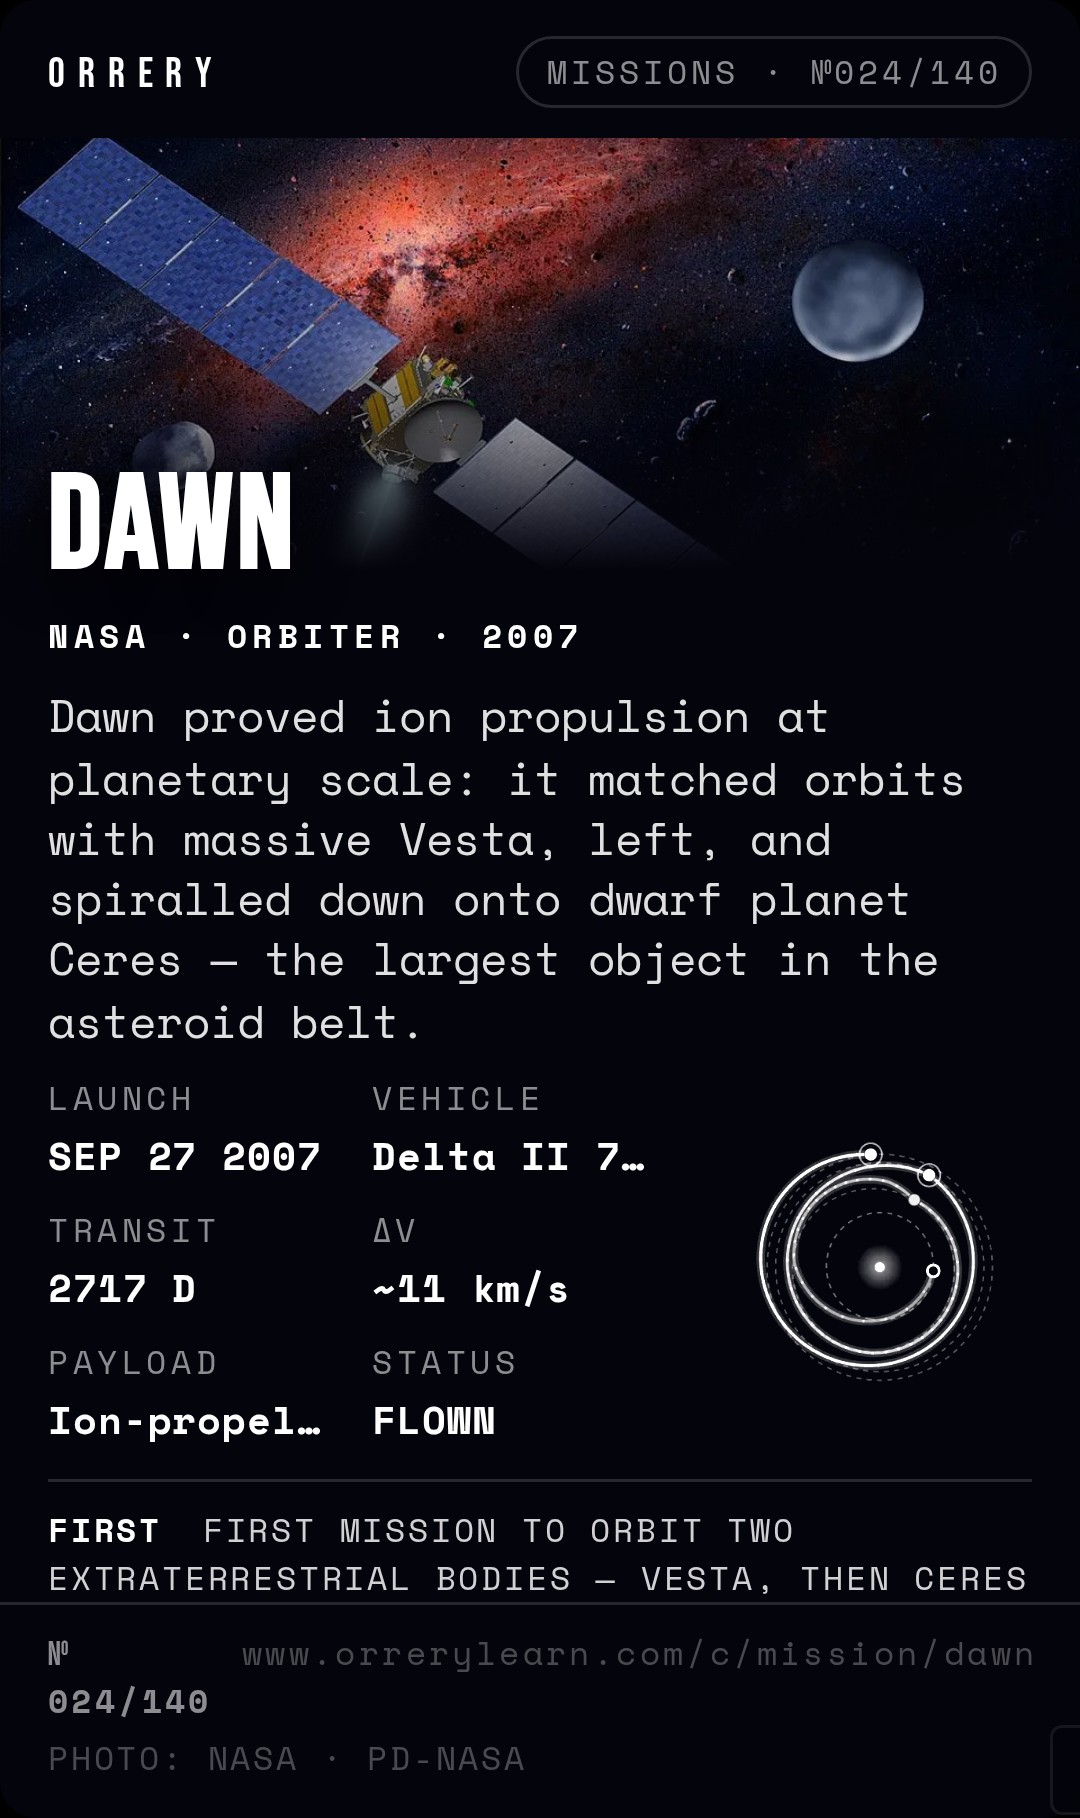 ORRERY
MISSIONS · №024/140
DAWN
NASA · ORBITER · 2007
Dawn proved ion propulsion at
planetary scale: it matched orbits
with massive Vesta, left, and
spiralled down onto dwarf planet
Ceres — the largest object in the
asteroid belt.
LAUNCH VEHICLE
SEP 27 2007 Delta II 7…
TRANSIT ΔV
2717 D ~11 km/s
PAYLOAD STATUS
Ion-propel… FLOWN
FIRST FIRST MISSION TO ORBIT TWO
EXTRATERRESTRIAL BODIES — VESTA, THEN CERES
№ www.orrerylearn.com/c/mission/dawn
024/140
PHOTO: NASA · PD-NASA